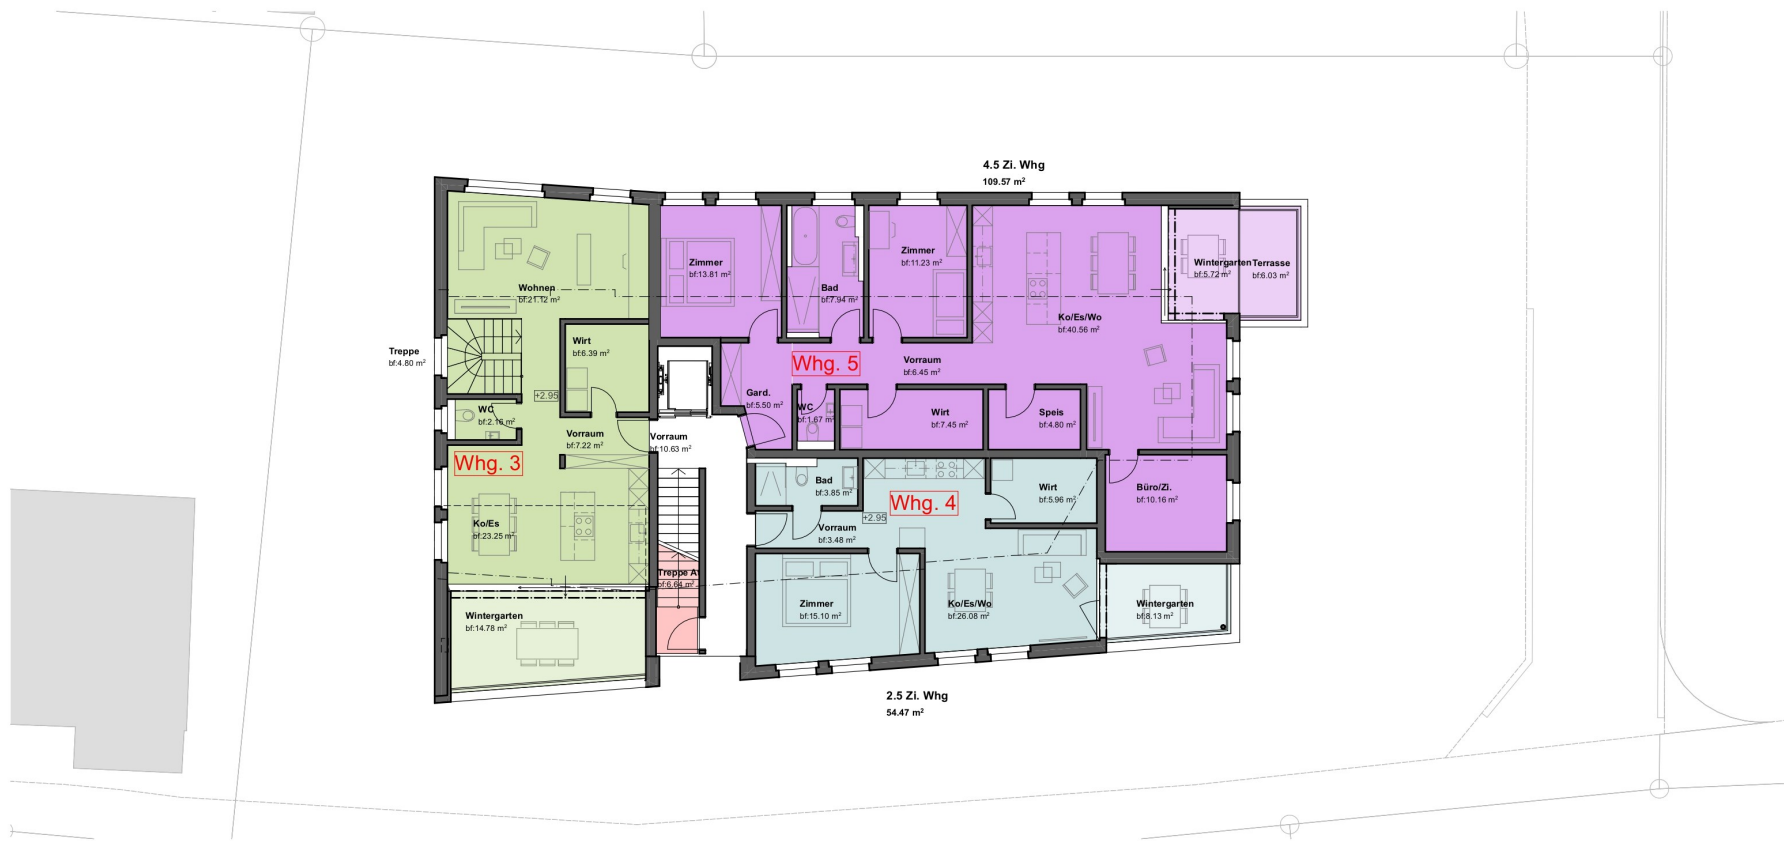 4.5 Zi. Whg
109.57 m²
Zimmer
bf:13.81 m²
Bad
bf:7.94 m²
Zimmer
bf:11.23 m²
Wintergarten
bf:5.72 m²
Terrasse
bf:6.03 m²
Wohnen
bf:21.12 m²
Ko/Es/Wo
bf:40.56 m²
Treppe
bf:4.80 m²
Wirt
bf:6.39 m²
Whg. 5
Vorraum
bf:6.45 m²
+2.95
Gard.
bf:5.50 m²
WC
bf:2.16 m²
WC
bf:1.67 m²
Wirt
bf:7.45 m²
Speis
bf:4.80 m²
Vorraum
bf:7.22 m²
Vorraum
bf:10.63 m²
Whg. 3
Bad
bf:3.85 m²
Whg. 4
Wirt
bf:5.96 m²
Büro/Zi.
bf:10.16 m²
Ko/Es
bf:23.25 m²
+2.95
Vorraum
bf:3.48 m²
Treppe A
bf:6.64 m²
Wintergarten
bf:14.78 m²
Zimmer
bf:15.10 m²
Ko/Es/Wo
bf:26.08 m²
Wintergarten
bf:8.13 m²
2.5 Zi. Whg
54.47 m²